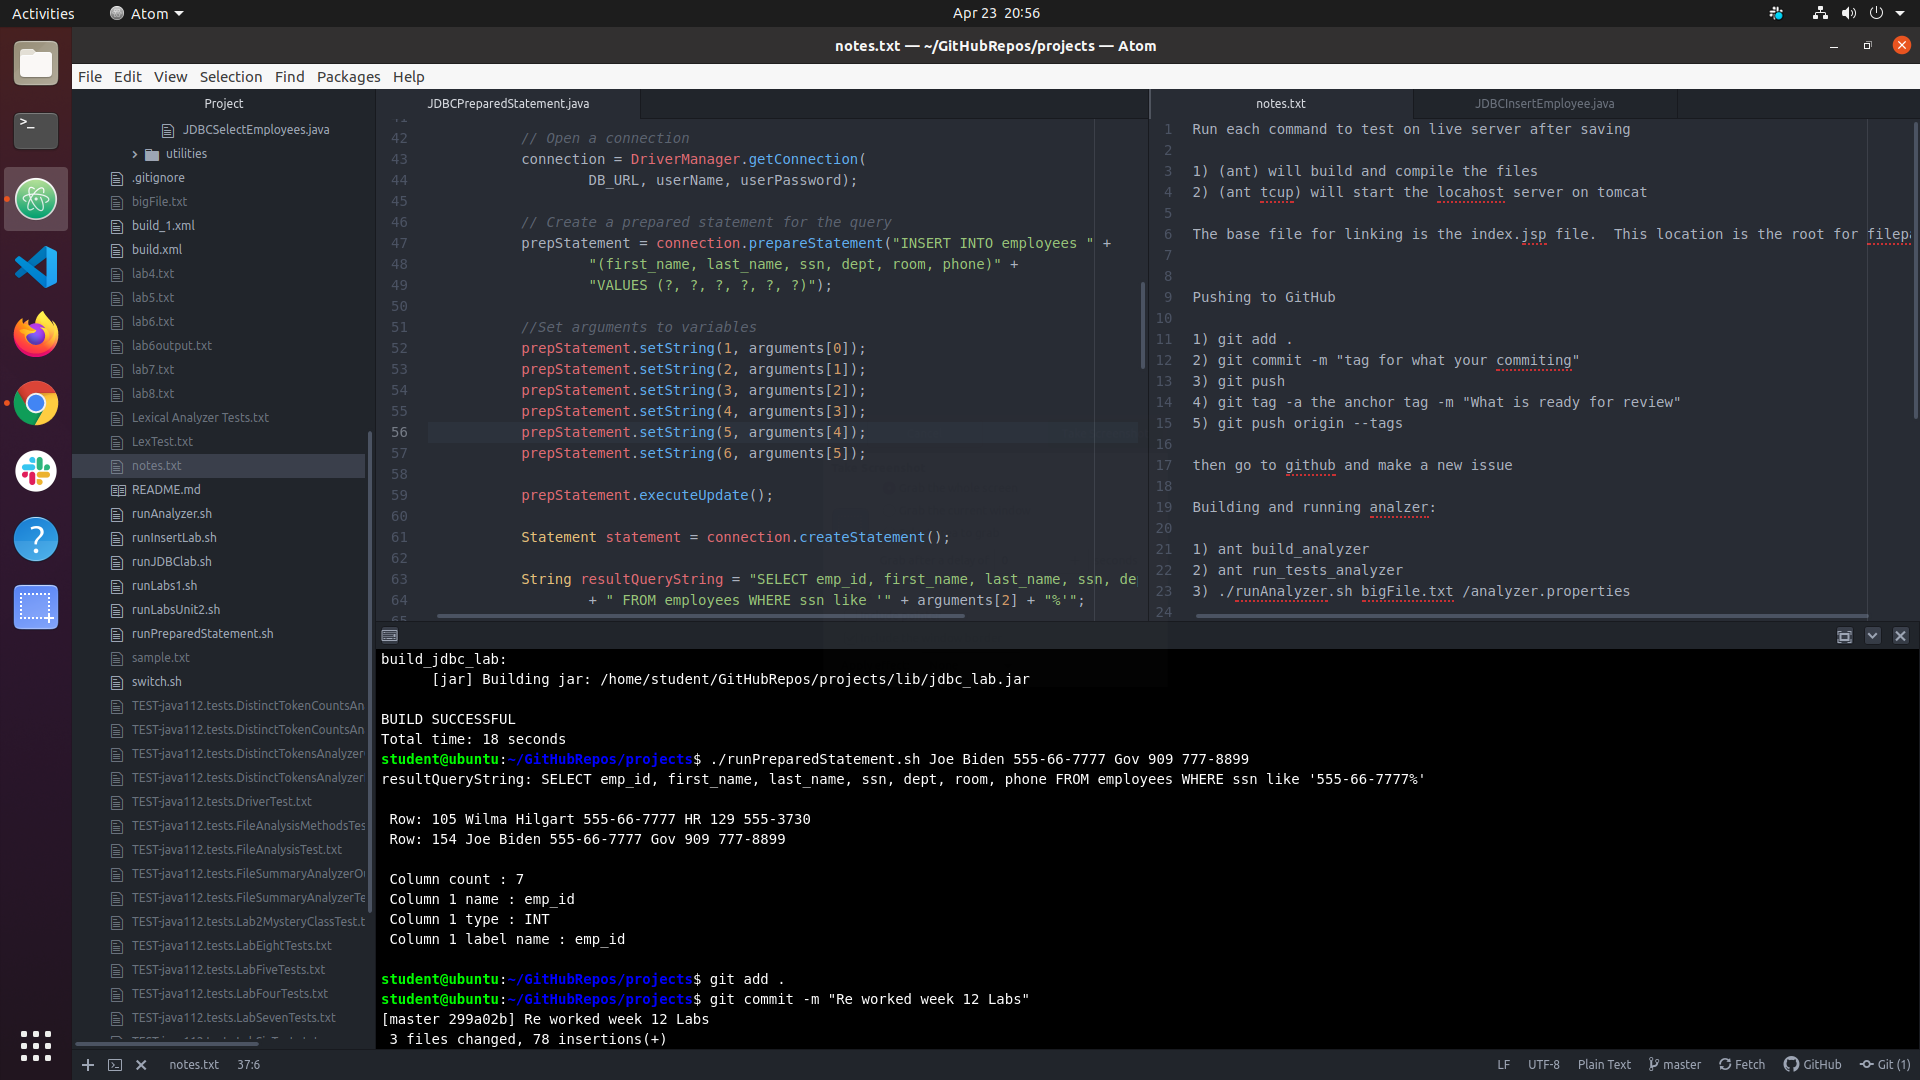 Activities
Atom
Apr 23 20:56
notes.txt — ~/GitHubRepos/projects — Atom
File Edit View Selection Find Packages Help
Project
JDBCSelectEmployees.java
utilities
.gitignore
bigFile.txt
build_1.xml
build.xml
lab4.txt
lab5.txt
lab6.txt
lab6output.txt
lab7.txt
lab8.txt
Lexical Analyzer Tests.txt
LexTest.txt
notes.txt
README.md
runAnalyzer.sh
runInsertLab.sh
runJDBClab.sh
runLabs1.sh
runLabsUnit2.sh
runPreparedStatement.sh
sample.txt
switch.sh
TEST-java112.tests.DistinctTokenCountsAn
TEST-java112.tests.DistinctTokenCountsAn
TEST-java112.tests.DistinctTokensAnalyzer
TEST-java112.tests.DistinctTokensAnalyzer
TEST-java112.tests.DriverTest.txt
TEST-java112.tests.FileAnalysisMethodsTes
TEST-java112.tests.FileAnalysisTest.txt
TEST-java112.tests.FileSummaryAnalyzerOu
TEST-java112.tests.FileSummaryAnalyzerTe
TEST-java112.tests.Lab2MysteryClassTest.t
TEST-java112.tests.LabEightTests.txt
TEST-java112.tests.LabFiveTests.txt
TEST-java112.tests.LabFourTests.txt
TEST-java112.tests.LabSevenTests.txt
JDBCPreparedStatement.java
41
42 // Open a connection
43 connection = DriverManager.getConnection(
44 DB_URL, userName, userPassword);
45
46 // Create a prepared statement for the query
47 prepStatement = connection.prepareStatement("INSERT INTO employees " +
48 "(first_name, last_name, ssn, dept, room, phone)" +
49 "VALUES (?, ?, ?, ?, ?, ?)");
50
51 //Set arguments to variables
52 prepStatement.setString(1, arguments[0]);
53 prepStatement.setString(2, arguments[1]);
54 prepStatement.setString(3, arguments[2]);
55 prepStatement.setString(4, arguments[3]);
56 prepStatement.setString(5, arguments[4]);
57 prepStatement.setString(6, arguments[5]);
58
59 prepStatement.executeUpdate();
60
61 Statement statement = connection.createStatement();
62
63 String resultQueryString = "SELECT emp_id, first_name, last_name, ssn, de
64 + " FROM employees WHERE ssn like '" + arguments[2] + "%'";
65
notes.txt JDBCInsertEmployee.java
1 Run each command to test on live server after saving
2
3 1) (ant) will build and compile the files
4 2) (ant tcup) will start the locahost server on tomcat
5
6 The base file for linking is the index.jsp file.  This location is the root for filepa
7
8
9 Pushing to GitHub
10
11 1) git add .
12 2) git commit -m "tag for what your commiting"
13 3) git push
14 4) git tag -a the anchor tag -m "What is ready for review"
15 5) git push origin --tags
16
17 then go to github and make a new issue
18
19 Building and running analzer:
20
21 1) ant build_analyzer
22 2) ant run_tests_analyzer
23 3) ./runAnalyzer.sh bigFile.txt /analyzer.properties
24
build_jdbc_lab:
[jar] Building jar: /home/student/GitHubRepos/projects/lib/jdbc_lab.jar
BUILD SUCCESSFUL
Total time: 18 seconds
student@ubuntu:~/GitHubRepos/projects$ ./runPreparedStatement.sh Joe Biden 555-66-7777 Gov 909 777-8899
resultQueryString: SELECT emp_id, first_name, last_name, ssn, dept, room, phone FROM employees WHERE ssn like '555-66-7777%'
Row: 105 Wilma Hilgart 555-66-7777 HR 129 555-3730
Row: 154 Joe Biden 555-66-7777 Gov 909 777-8899
Column count : 7
Column 1 name : emp_id
Column 1 type : INT
Column 1 label name : emp_id
student@ubuntu:~/GitHubRepos/projects$ git add .
student@ubuntu:~/GitHubRepos/projects$ git commit -m "Re worked week 12 Labs"
[master 299a02b] Re worked week 12 Labs
3 files changed, 78 insertions(+)
notes.txt 37:6
LF UTF-8 Plain Text master Fetch GitHub Git (1)